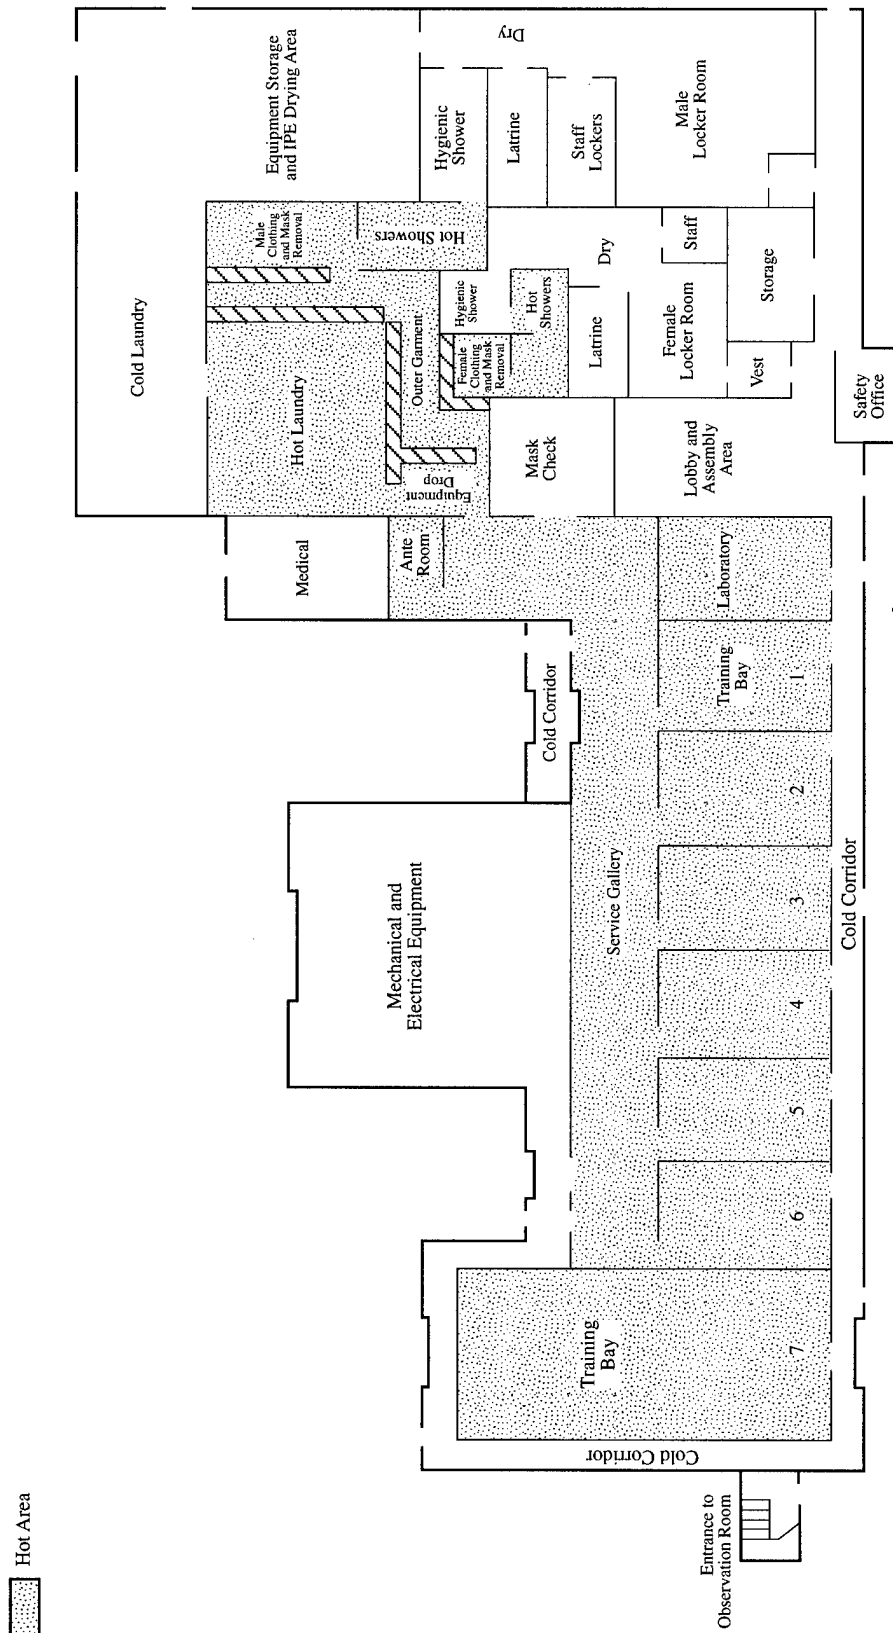 Hot Area
Entrance to
Observation Room
Cold Corridor
Training
Bay
7
6
5
4
3
2
1
Training
Bay
Laboratory
Service Gallery
Cold Corridor
Mechanical and
Electrical Equipment
Cold Corridor
Medical
Ante
Room
Cold Laundry
Hot Laundry
Equipment
Drop
Outer Garment
Male
Clothing
and Mask
Removal
Hot Showers
Equipment Storage
and IPE Drying Area
Mask
Check
Female
Clothing
and Mask
Removal
Hygienic
Shower
Hot
Showers
Hygienic
Shower
Latrine
Staff
Lockers
Dry
Male
Locker Room
Dry
Latrine
Staff
Female
Locker Room
Storage
Vest
Lobby and
Assembly
Area
Safety
Office